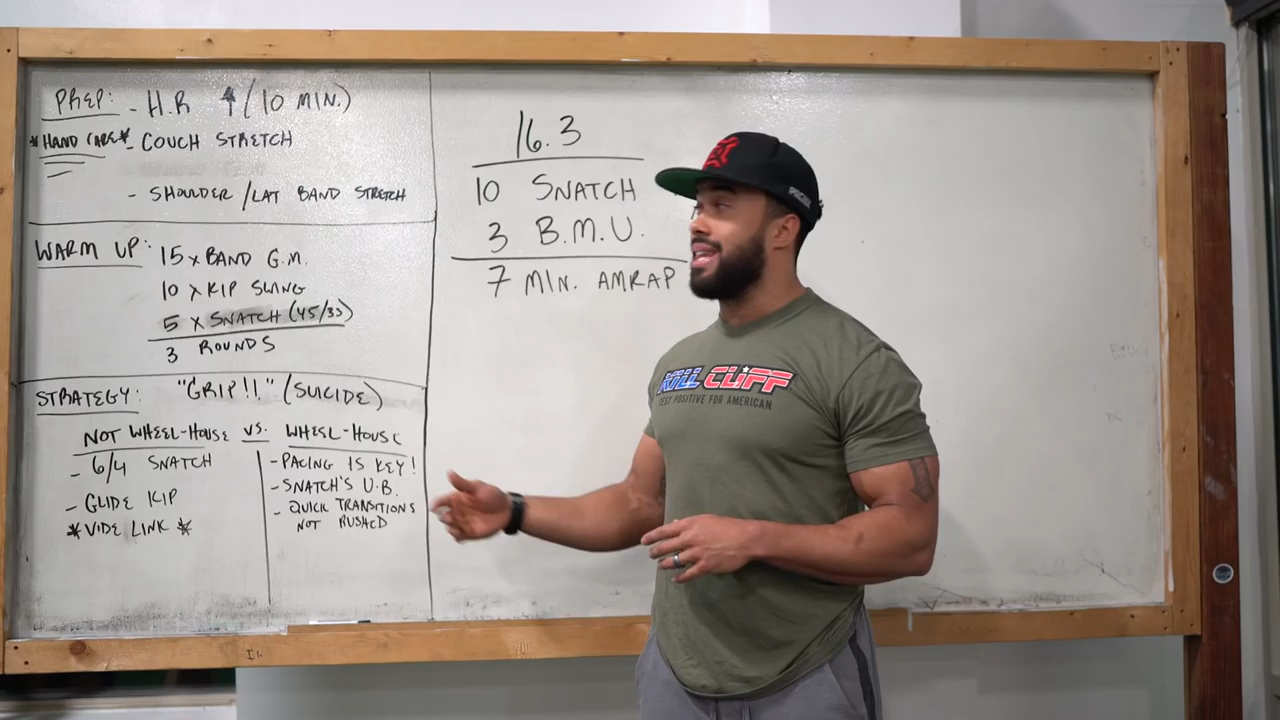 PREP: - H.R ↑ (10 MIN.)
*HAND CARE* - COUCH STRETCH
- SHOULDER / LAT BAND STRETCH
WARM UP: 15 x BAND G.M.
10 x KIP SWING
5 x SNATCH (45/35)
3 ROUNDS
STRATEGY: "GRIP!!" (SUICIDE)
NOT WHEEL-HOUSE VS. WHEEL-HOUSE
- 6/4 SNATCH
- GLIDE KIP
*VIDE LINK*
- PACING IS KEY!
- SNATCH'S U.B.
- QUICK TRANSITIONS
NOT RUSHED
16.3
10 SNATCH
3 B.M.U.
7 MIN. AMRAP
KILL CLIFF
TEST POSITIVE FOR AMERICAN